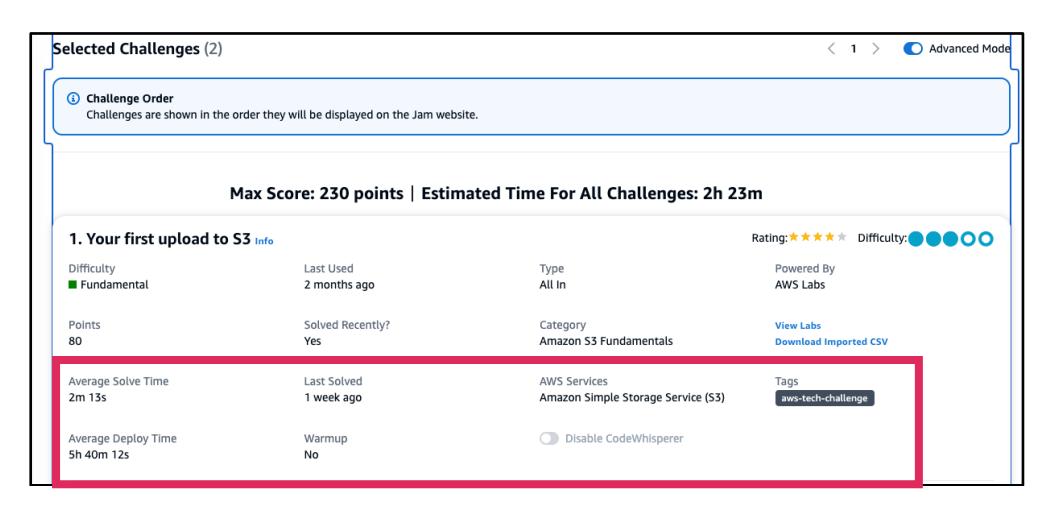 Selected Challenges (2)
1
Advanced Mode
Challenge Order
Challenges are shown in the order they will be displayed on the Jam website.
Max Score: 230 points | Estimated Time For All Challenges: 2h 23m
1. Your first upload to S3 Info
Rating: Difficulty:
Difficulty Last Used Type Powered By
Fundamental 2 months ago All In AWS Labs
Points Solved Recently? Category View Labs
80 Yes Amazon S3 Fundamentals Download Imported CSV
Average Solve Time Last Solved AWS Services Tags
2m 13s 1 week ago Amazon Simple Storage Service (S3) aws-tech-challenge
Average Deploy Time Warmup Disable CodeWhisperer
5h 40m 12s No